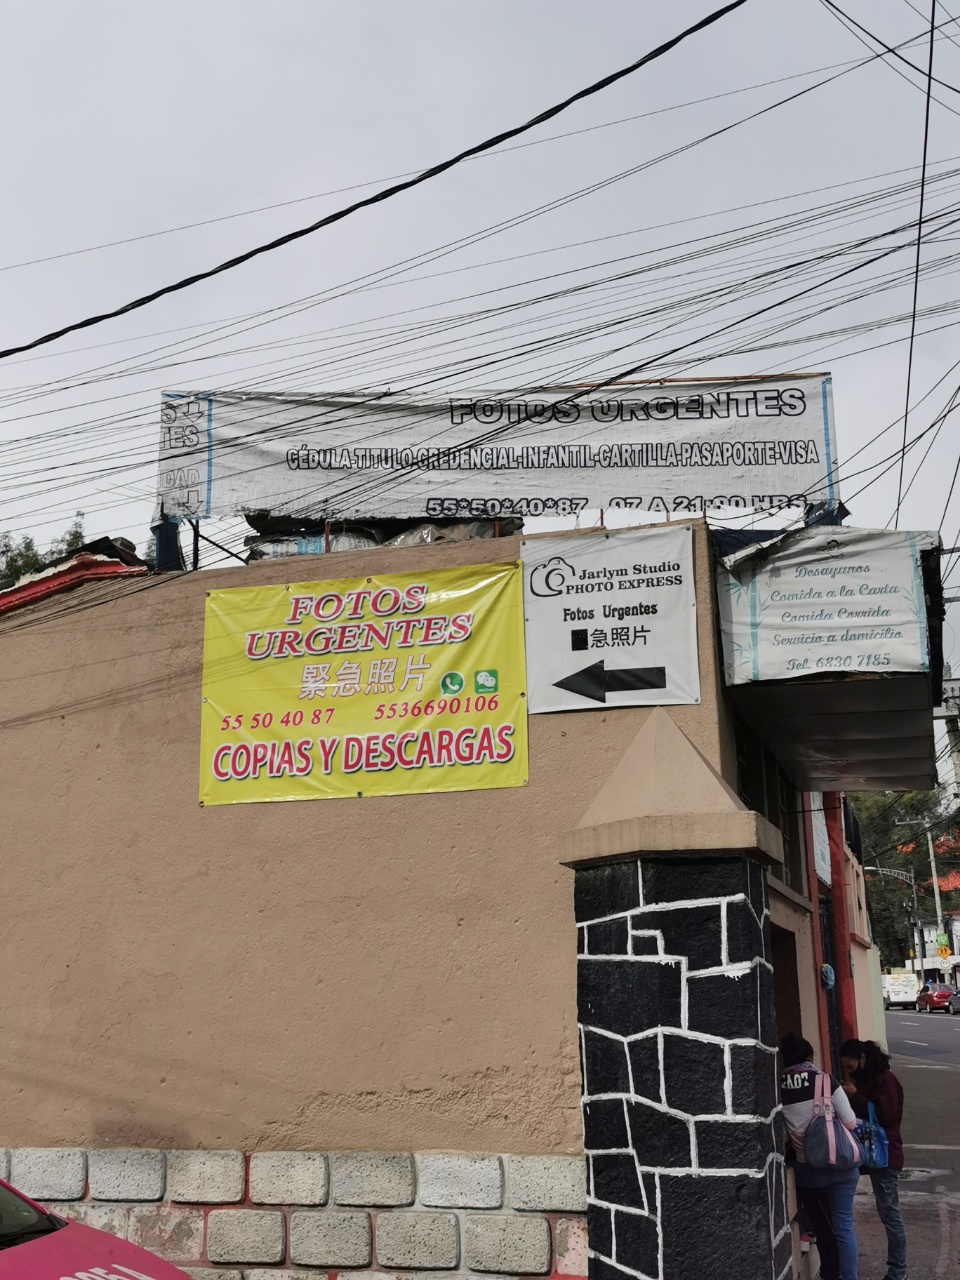 FOTOS URGENTES
CÉDULA-TITULO-CREDENCIAL-INFANTIL-CARTILLA-PASAPORTE-VISA
55*50*40*87 07 A 21:00 HRS
FOTOS
URGENTES
緊急照片
WeChat
55 50 40 87 5536690106
COPIAS Y DESCARGAS
Jarlym Studio
PHOTO EXPRESS
Fotos Urgentes
急照片
Desayunos
Comida a la Carta
Comida Corrida
Servicio a domicilio
Tel. 6830 7185